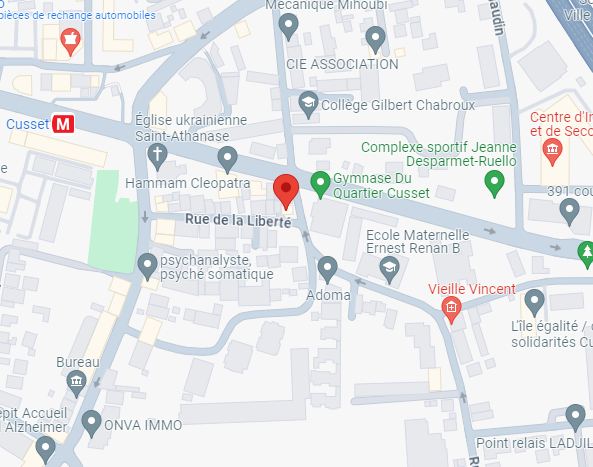 Mécanique Mihoubi
pièces de rechange automobiles
Ville
CIE ASSOCIATION
Collège Gilbert Chabroux
Cusset M
Église ukrainienne
Saint-Athanase
Centre d'In
et de Seco
Complexe sportif Jeanne
Desparmet-Ruello
Hammam Cleopatra
Gymnase Du
Quartier Cusset
391 cou
Rue de la Liberté
Ecole Maternelle
Ernest Renan B
psychanalyste,
psyché somatique
Adoma
Vieille Vincent
L'île égalité / c
solidarités Cu
Bureau
épit Accueil
Alzheimer
ONVA IMMO
Point relais LADJIL